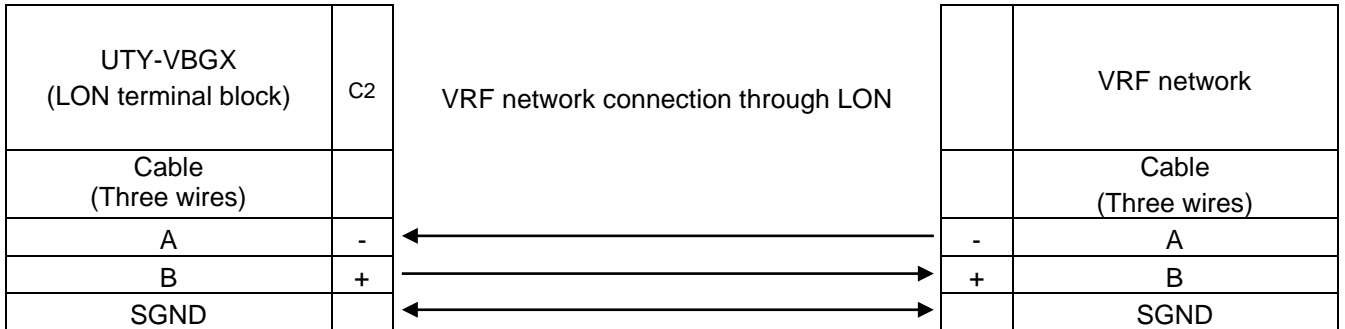 UTY-VBGX
(LON terminal block)
C2
VRF network connection through LON
VRF network
Cable
(Three wires)
Cable
(Three wires)
A - - A
B + + B
SGND SGND